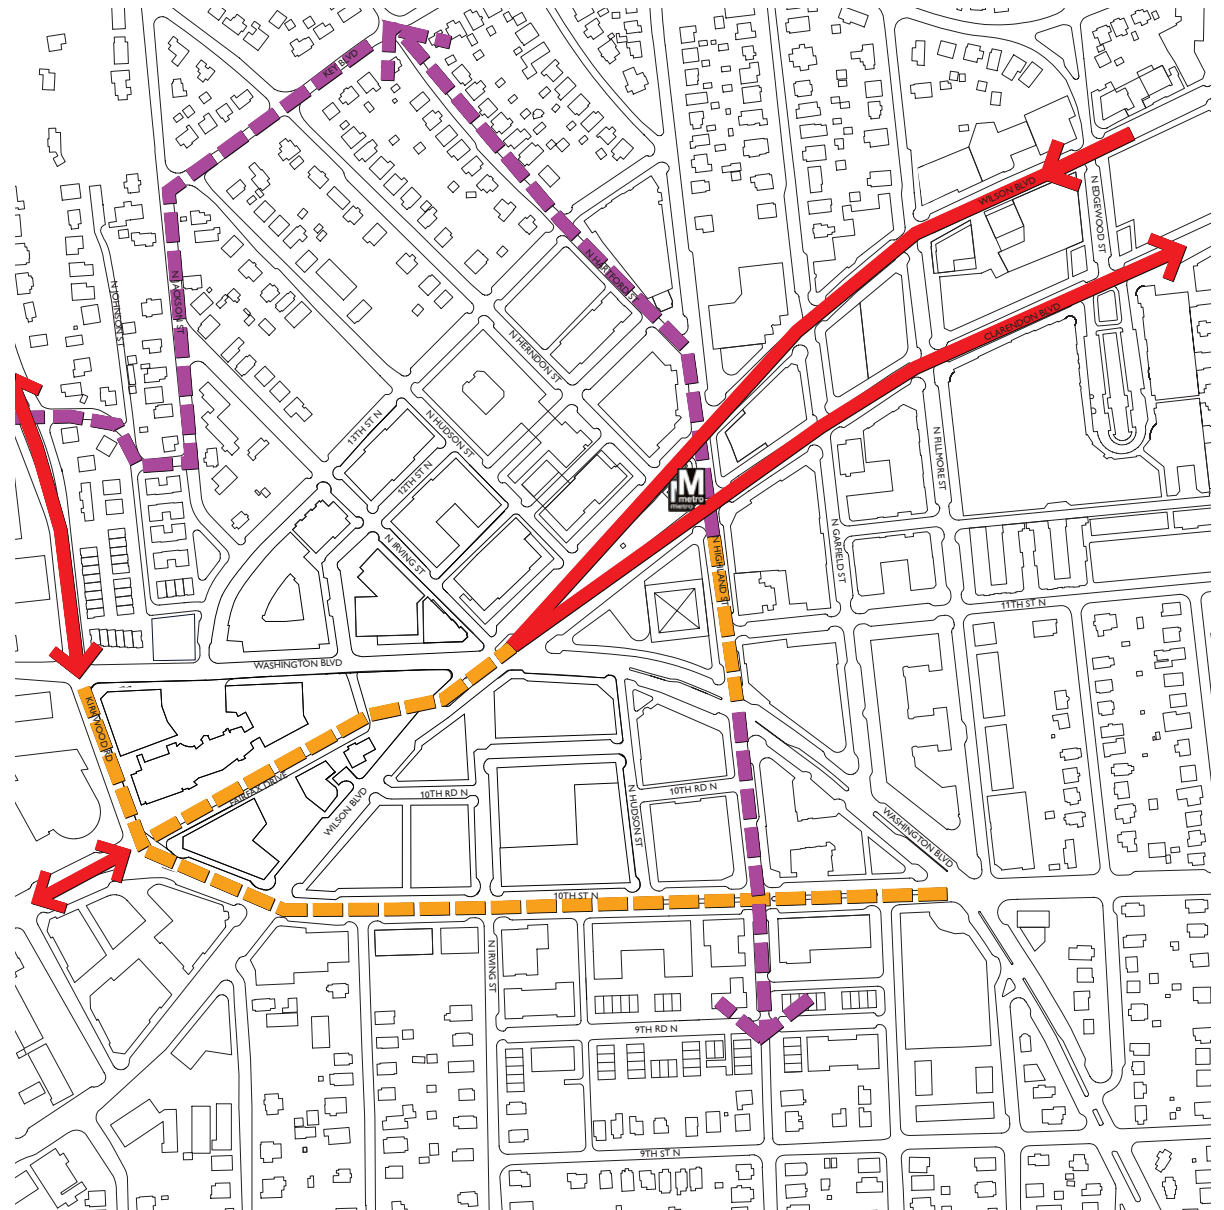 KEY BLVD
WILSON BLVD
N EDGEWOOD ST
N JACKSON ST
N JOHNSON ST
N HARTFORD ST
CLARENDON BLVD
N HERNDON ST
13TH ST N
N HUDSON ST
12TH ST N
N FILLMORE ST
M
metro
metro
N IRVING ST
N HIGHLAND ST
N GARFIELD ST
11TH ST N
WASHINGTON BLVD
KIRKWOOD RD
FAIRFAX DRIVE
WILSON BLVD
10TH RD N
10TH RD N
N HUDSON ST
WASHINGTON BLVD
10TH ST N
N IRVING ST
9TH RD N
9TH ST N